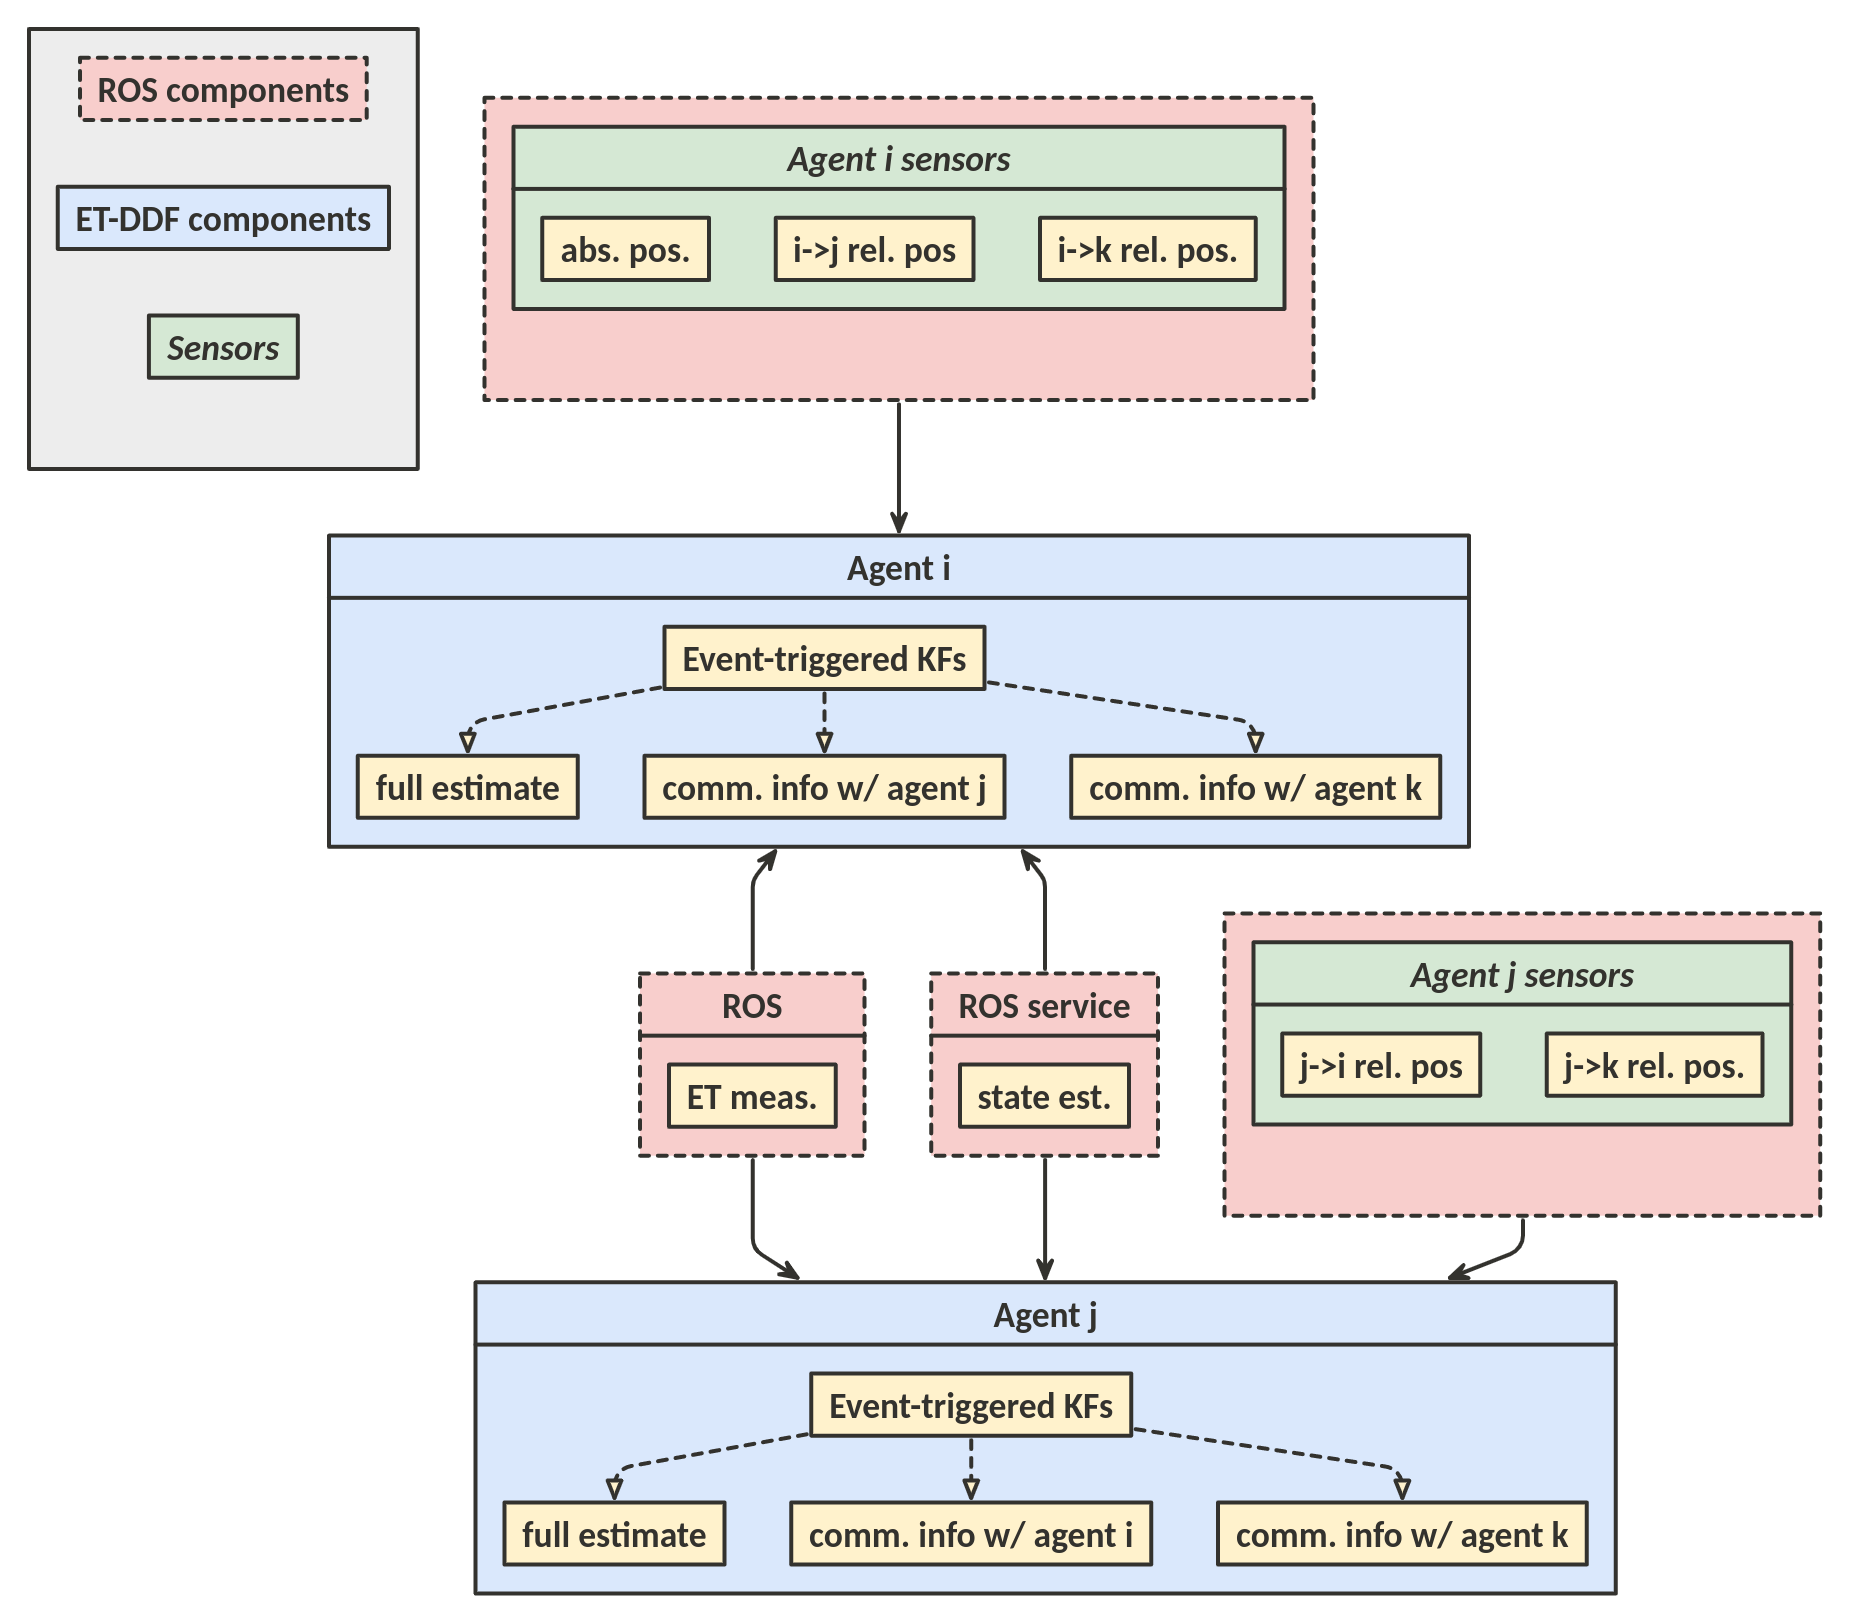 ROS components
ET-DDF components
Sensors
Agent i sensors
abs. pos.
i->j rel. pos
i->k rel. pos.
Agent i
Event-triggered KFs
full estimate
comm. info w/ agent j
comm. info w/ agent k
ROS
ET meas.
ROS service
state est.
Agent j sensors
j->i rel. pos
j->k rel. pos.
Agent j
Event-triggered KFs
full estimate
comm. info w/ agent i
comm. info w/ agent k